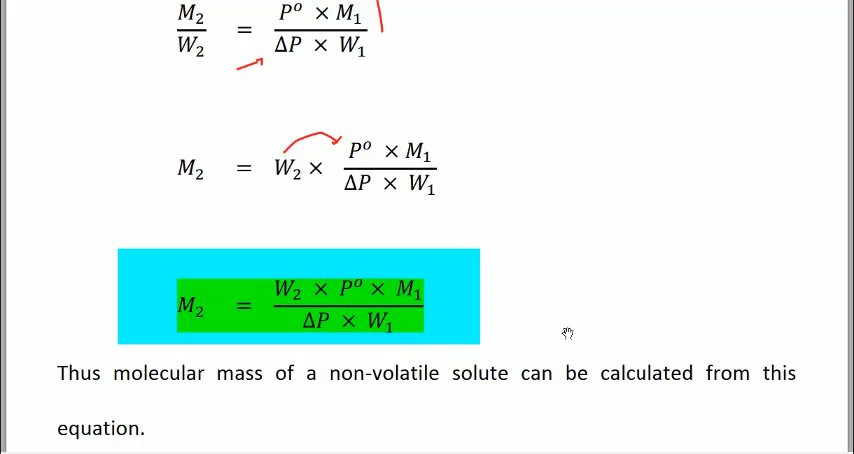 M₂/W₂ = P° × M₁ / ΔP × W₁
M₂ = W₂ × P° × M₁ / ΔP × W₁
M₂ = W₂ × P° × M₁ / ΔP × W₁
Thus molecular mass of a non-volatile solute can be calculated from this
equation.